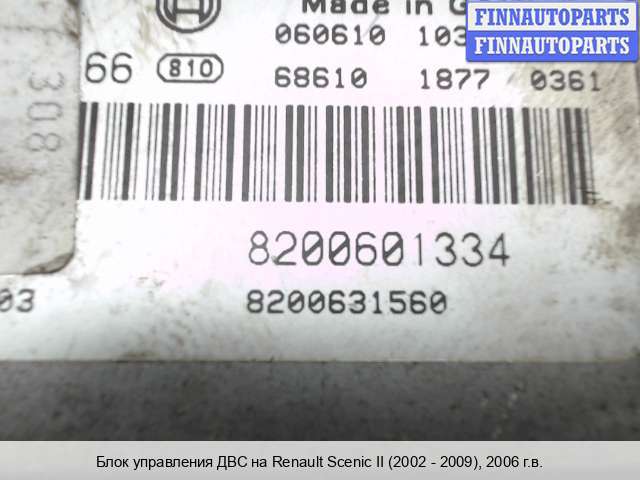 Made in G
FINNAUTOPARTS
FINNAUTOPARTS
060610 103
66 810 68610 1877 0361
308
8200601334
03 8200631560
Блок управления ДВС на Renault Scenic II (2002 - 2009), 2006 г.в.